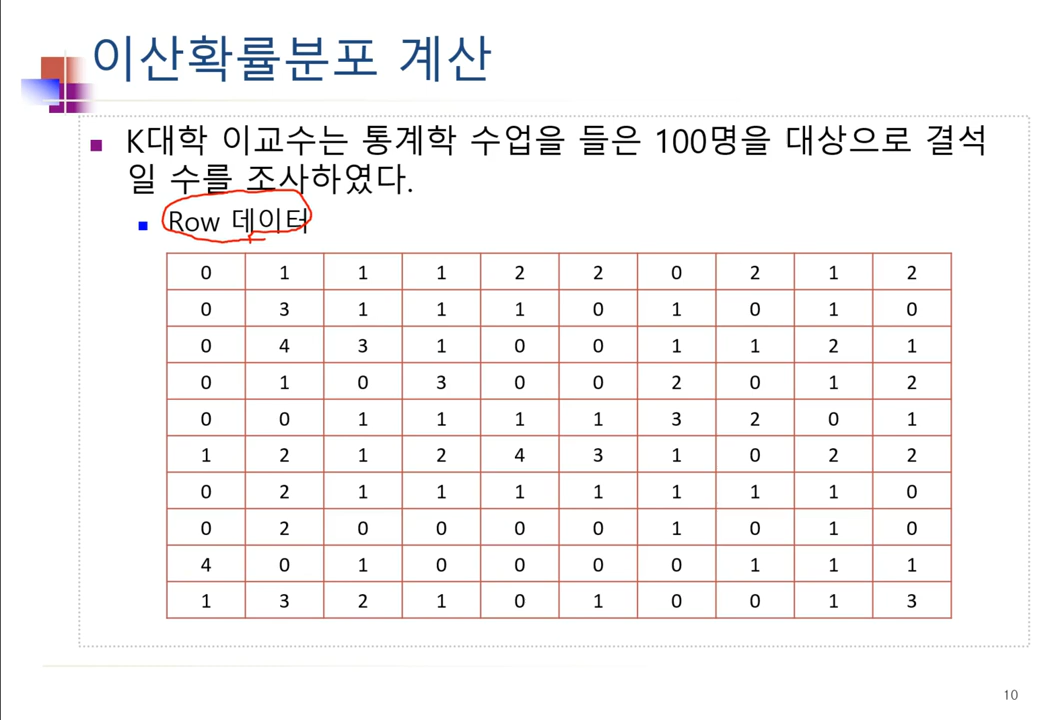 이산확률분포 계산
K대학 이교수는 통계학 수업을 들은 100명을 대상으로 결석
일 수를 조사하였다.
Row 데이터
0 1 1 1 2 2 0 2 1 2
0 3 1 1 1 0 1 0 1 0
0 4 3 1 0 0 1 1 2 1
0 1 0 3 0 0 2 0 1 2
0 0 1 1 1 1 3 2 0 1
1 2 1 2 4 3 1 0 2 2
0 2 1 1 1 1 1 1 1 0
0 2 0 0 0 0 1 0 1 0
4 0 1 0 0 0 0 1 1 1
1 3 2 1 0 1 0 0 1 3
10